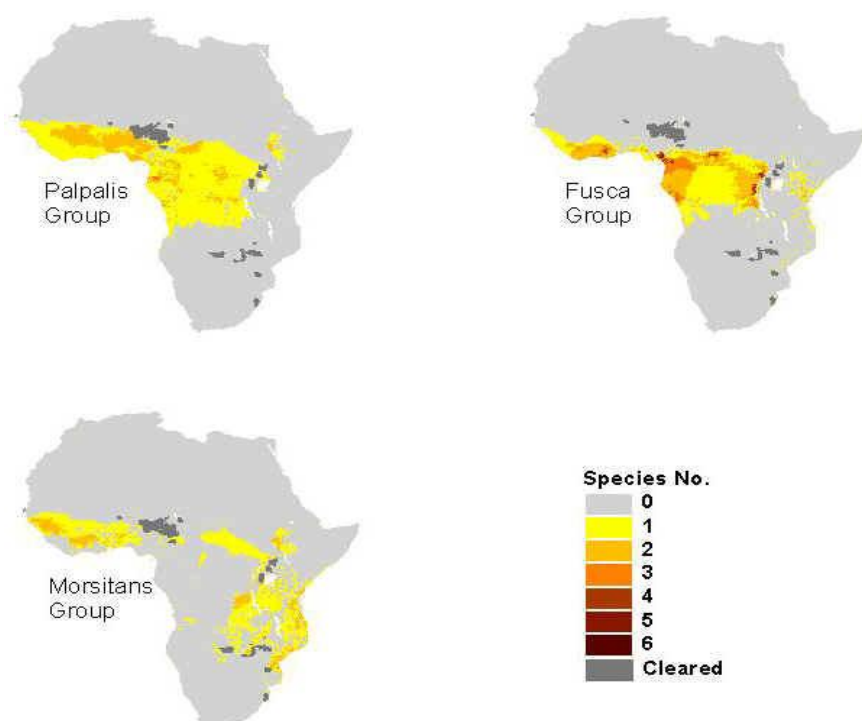 Palpalis
Group
Fusca
Group
Morsitans
Group
Species No.
0
1
2
3
4
5
6
Cleared